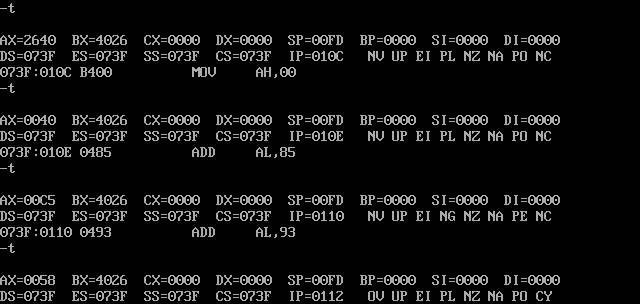 -t
AX=2640 BX=4026 CX=0000 DX=0000 SP=00FD BP=0000 SI=0000 DI=0000
DS=073F ES=073F SS=073F CS=073F IP=010C NV UP EI PL NZ NA PO NC
073F:010C B400 MOV AH,00
-t
AX=0040 BX=4026 CX=0000 DX=0000 SP=00FD BP=0000 SI=0000 DI=0000
DS=073F ES=073F SS=073F CS=073F IP=010E NV UP EI PL NZ NA PO NC
073F:010E 0485 ADD AL,85
-t
AX=00C5 BX=4026 CX=0000 DX=0000 SP=00FD BP=0000 SI=0000 DI=0000
DS=073F ES=073F SS=073F CS=073F IP=0110 NV UP EI NG NZ NA PE NC
073F:0110 0493 ADD AL,93
-t
AX=0058 BX=4026 CX=0000 DX=0000 SP=00FD BP=0000 SI=0000 DI=0000
DS=073F ES=073F SS=073F CS=073F IP=0112 OV UP EI PL NZ NA PO CY